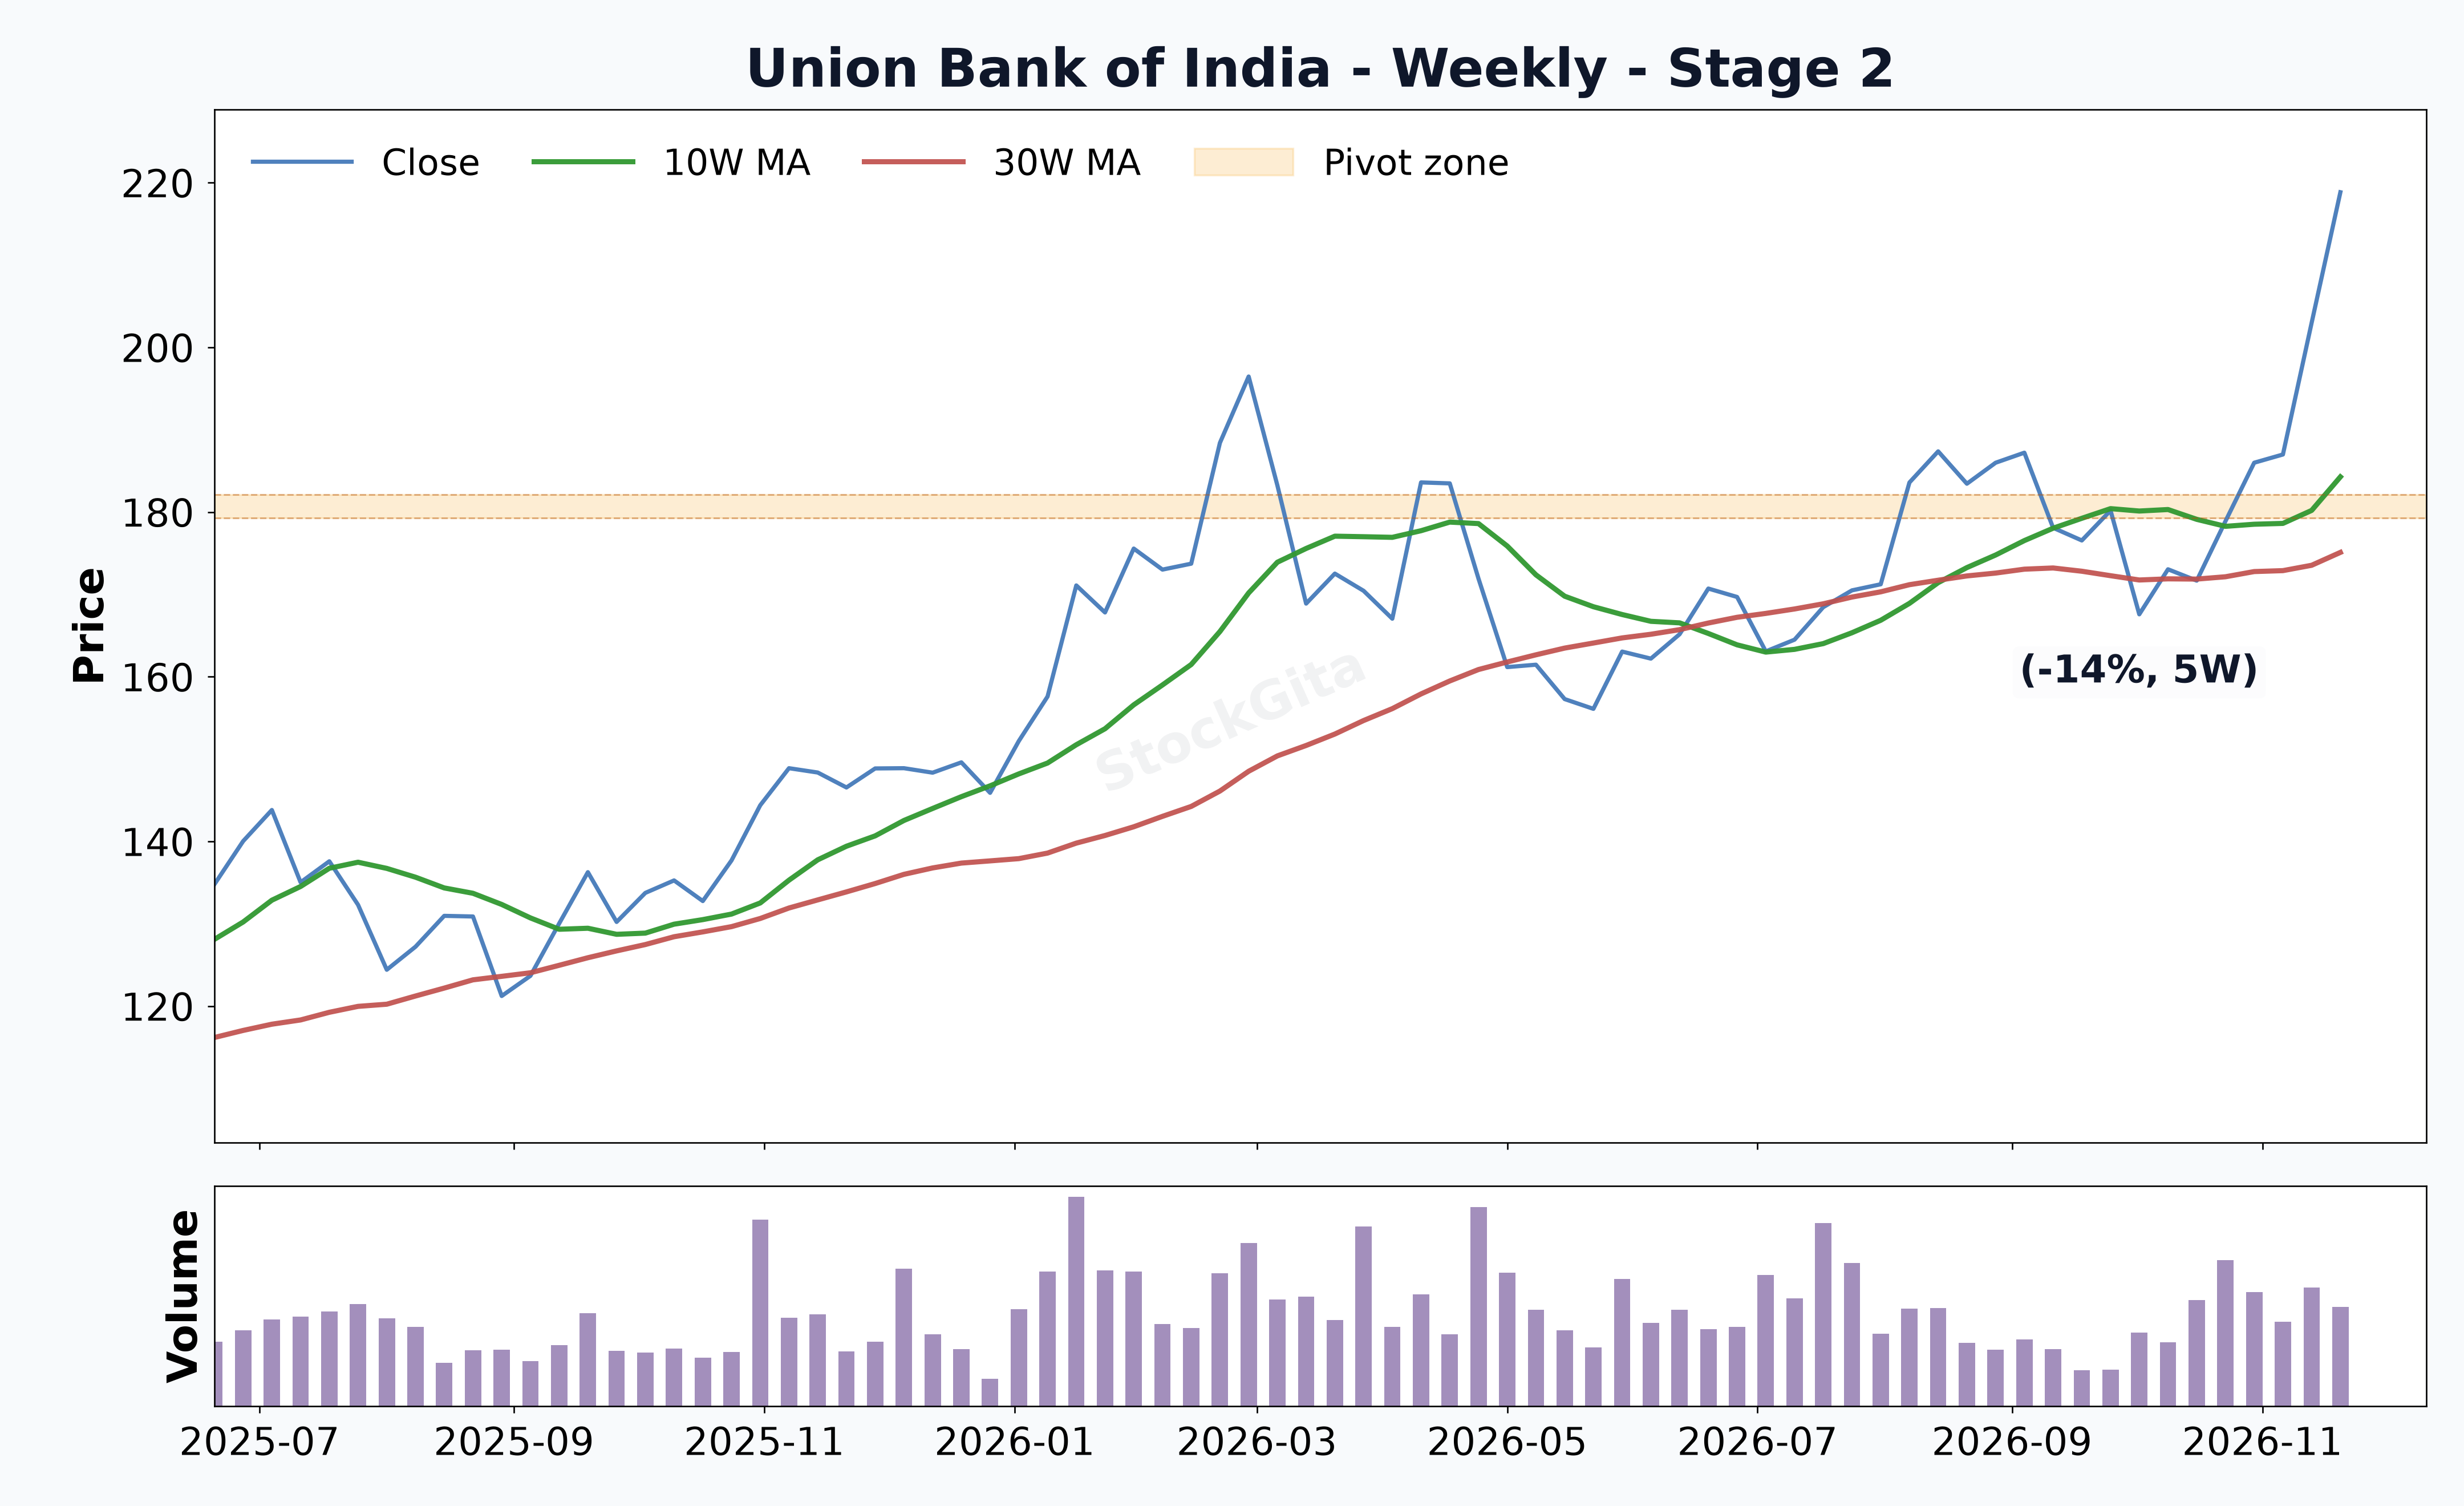 Union Bank of India - Weekly - Stage 2
Close 10W MA 30W MA Pivot zone
220
200
180
160
140
120
Price
(-14%, 5W)
StockGita
Volume
2025-07 2025-09 2025-11 2026-01 2026-03 2026-05 2026-07 2026-09 2026-11